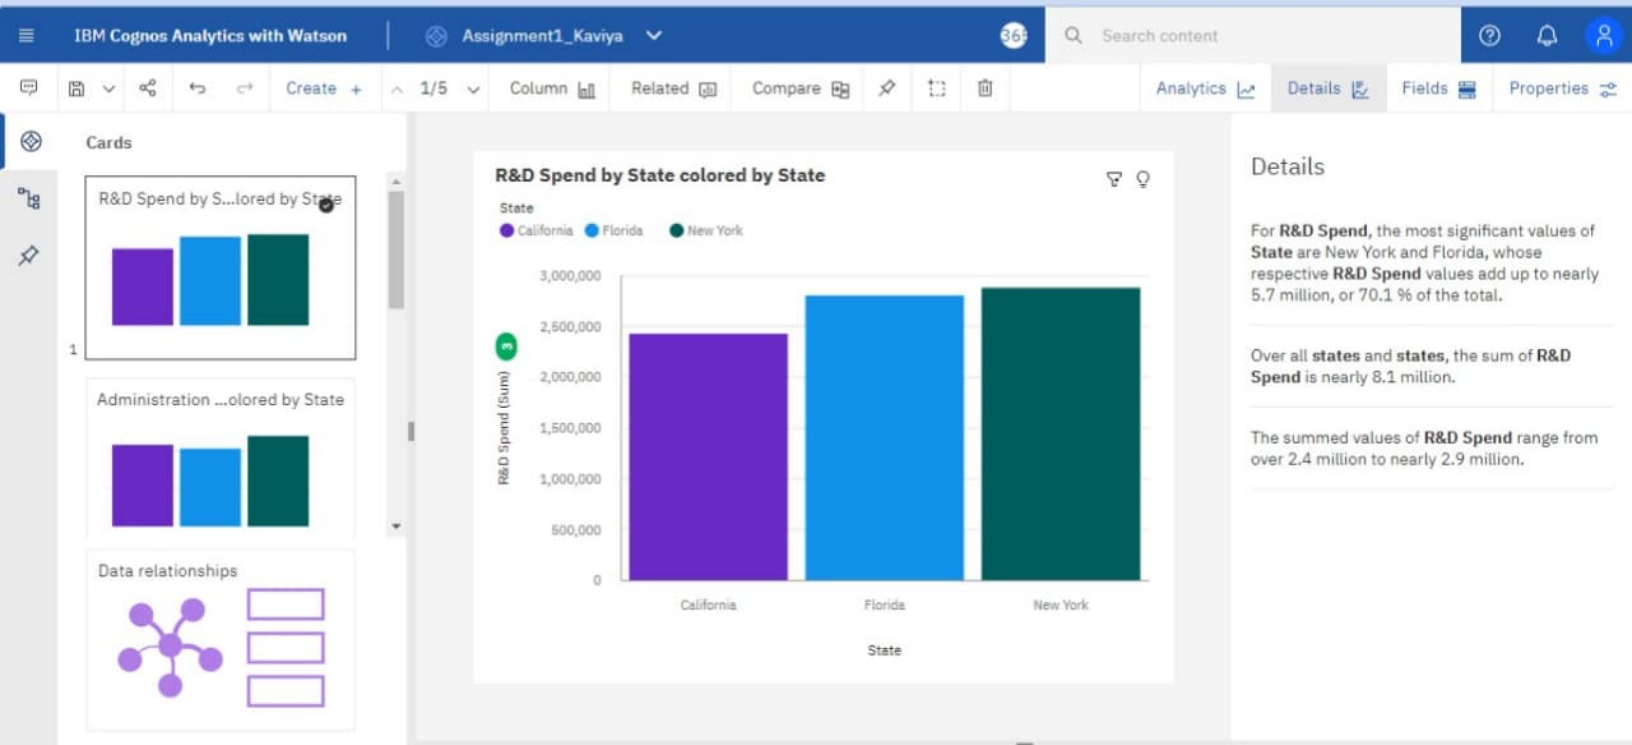 IBM Cognos Analytics with Watson
Assignment1_Kaviya
365
Search content
Create +
1/5
Column
Related
Compare
Analytics
Details
Fields
Properties
Cards
R&D Spend by S...lored by State
1
Administration ...olored by State
Data relationships
R&D Spend by State colored by State
State
California
Florida
New York
3,000,000
2,500,000
2,000,000
1,500,000
1,000,000
500,000
0
R&D Spend (Sum)
California
Florida
New York
State
Details
For R&D Spend, the most significant values of
State are New York and Florida, whose
respective R&D Spend values add up to nearly
5.7 million, or 70.1 % of the total.
Over all states and states, the sum of R&D
Spend is nearly 8.1 million.
The summed values of R&D Spend range from
over 2.4 million to nearly 2.9 million.